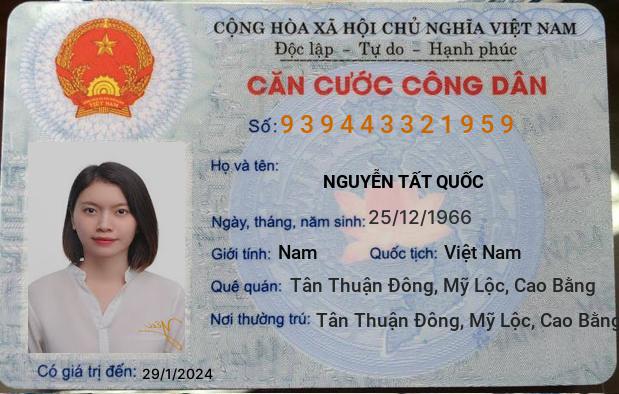 CỘNG HÒA XÃ HỘI CHỦ NGHĨA VIỆT NAM
Độc lập - Tự do - Hạnh phúc
CĂN CƯỚC CÔNG DÂN
Số: 939443321959
Họ và tên:
NGUYỄN TẤT QUỐC
Ngày, tháng, năm sinh: 25/12/1966
Giới tính: Nam Quốc tịch: Việt Nam
Quê quán: Tân Thuận Đông, Mỹ Lộc, Cao Bằng
Nơi thường trú: Tân Thuận Đông, Mỹ Lộc, Cao Bằng
Có giá trị đến: 29/1/2024
VIỆT NAM